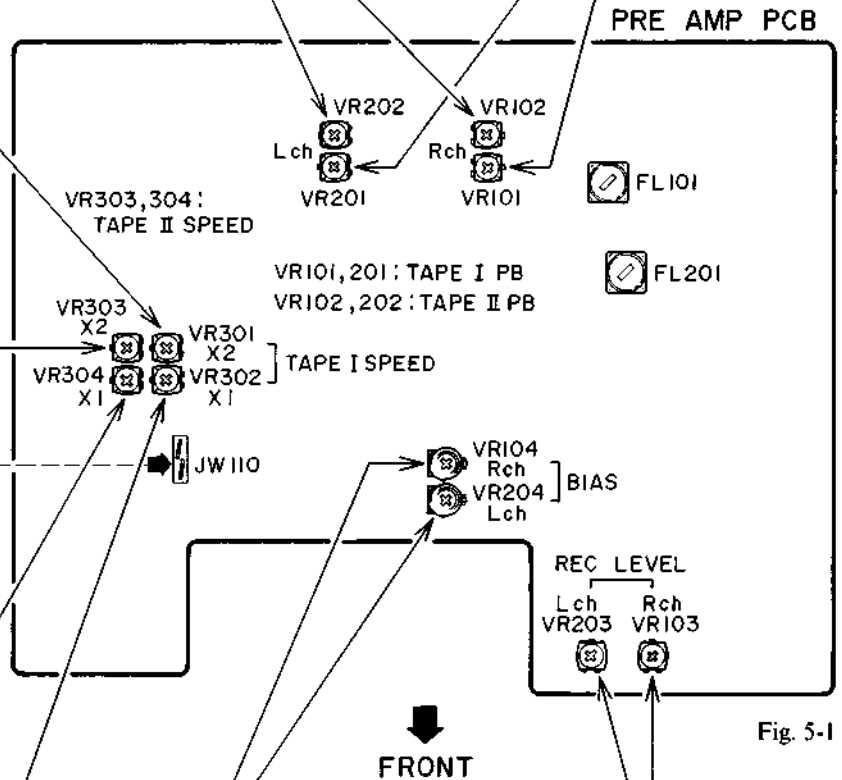 PRE AMP PCB
VR202
VR102
Lch
Rch
VR201
VR101
FL101
VR303,304:
TAPE II SPEED
FL201
VR101,201: TAPE I PB
VR102,202: TAPE II PB
VR303
X2
VR301
X2
TAPE I SPEED
VR304
X1
VR302
X1
JW110
VR104
Rch
BIAS
VR204
Lch
REC LEVEL
Lch
Rch
VR203
VR103
Fig. 5-1
FRONT